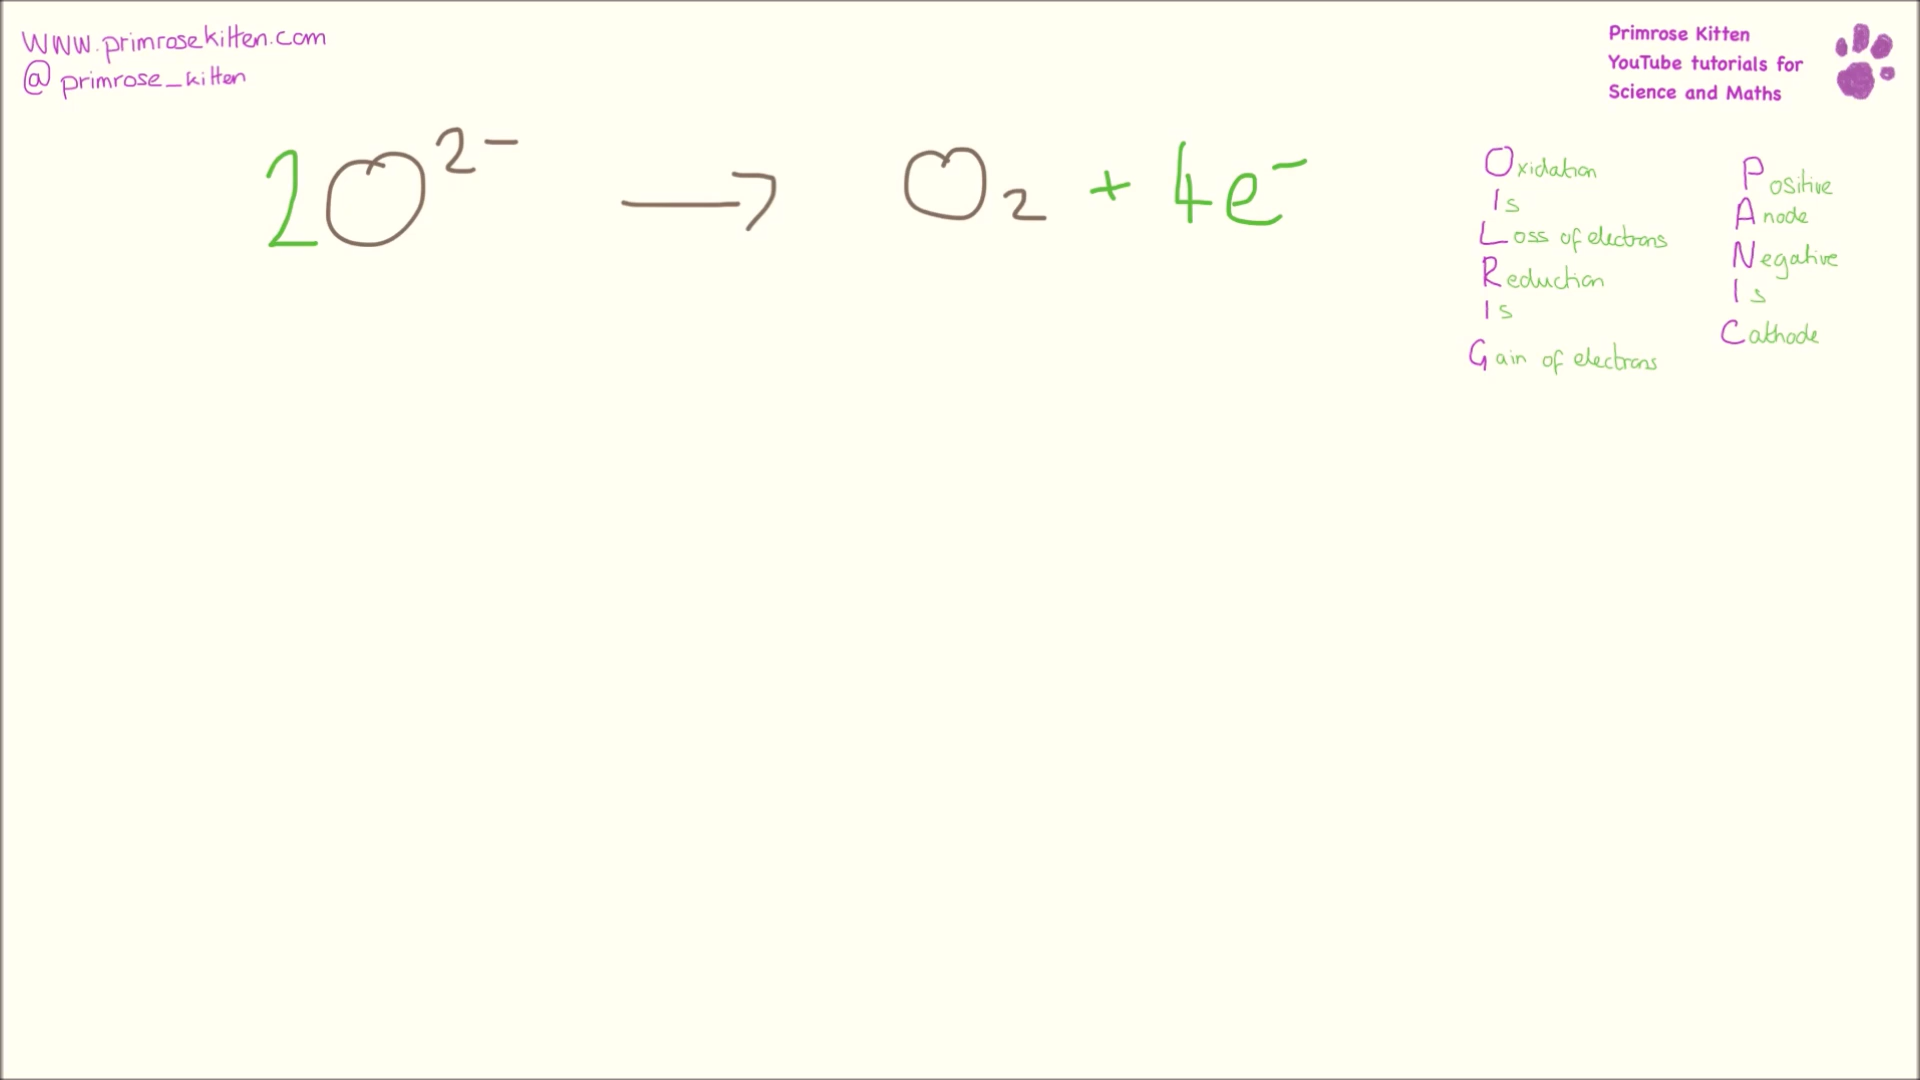 www.primrosekitten.com
@primrose_kitten
Primrose Kitten
YouTube tutorials for
Science and Maths
2O²⁻ → O₂ + 4e⁻
Oxidation
Is
Loss of electrons
Reduction
Is
Gain of electrons
Positive
Anode
Negative
Is
Cathode